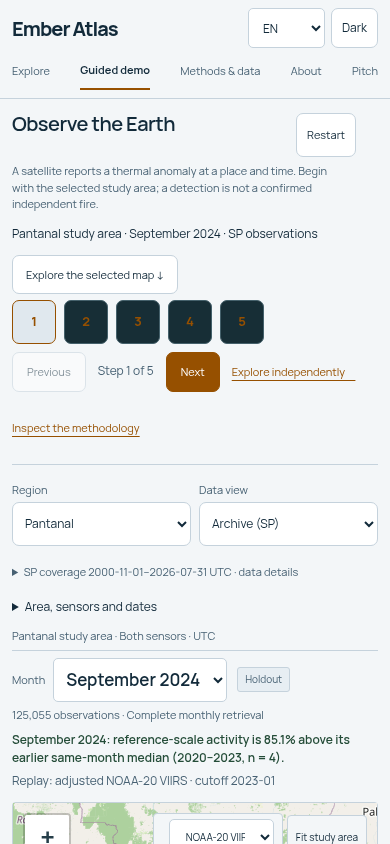 Ember Atlas
EN
Dark
Explore
Guided demo
Methods & data
About
Pitch
Observe the Earth
Restart
A satellite reports a thermal anomaly at a place and time. Begin
with the selected study area; a detection is not a confirmed
independent fire.
Pantanal study area · September 2024 · SP observations
Explore the selected map ↓
1
2
3
4
5
Previous
Step 1 of 5
Next
Explore independently
Inspect the methodology
Region
Data view
Pantanal
Archive (SP)
SP coverage 2000-11-01–2026-07-31 UTC · data details
Area, sensors and dates
Pantanal study area · Both sensors · UTC
Month
September 2024
Holdout
125,055 observations · Complete monthly retrieval
September 2024: reference-scale activity is 85.1% above its
earlier same-month median (2020–2023, n = 4).
Replay: adjusted NOAA-20 VIIRS · cutoff 2023-01
Pal
+
NOAA-20 VIIF
Fit study area